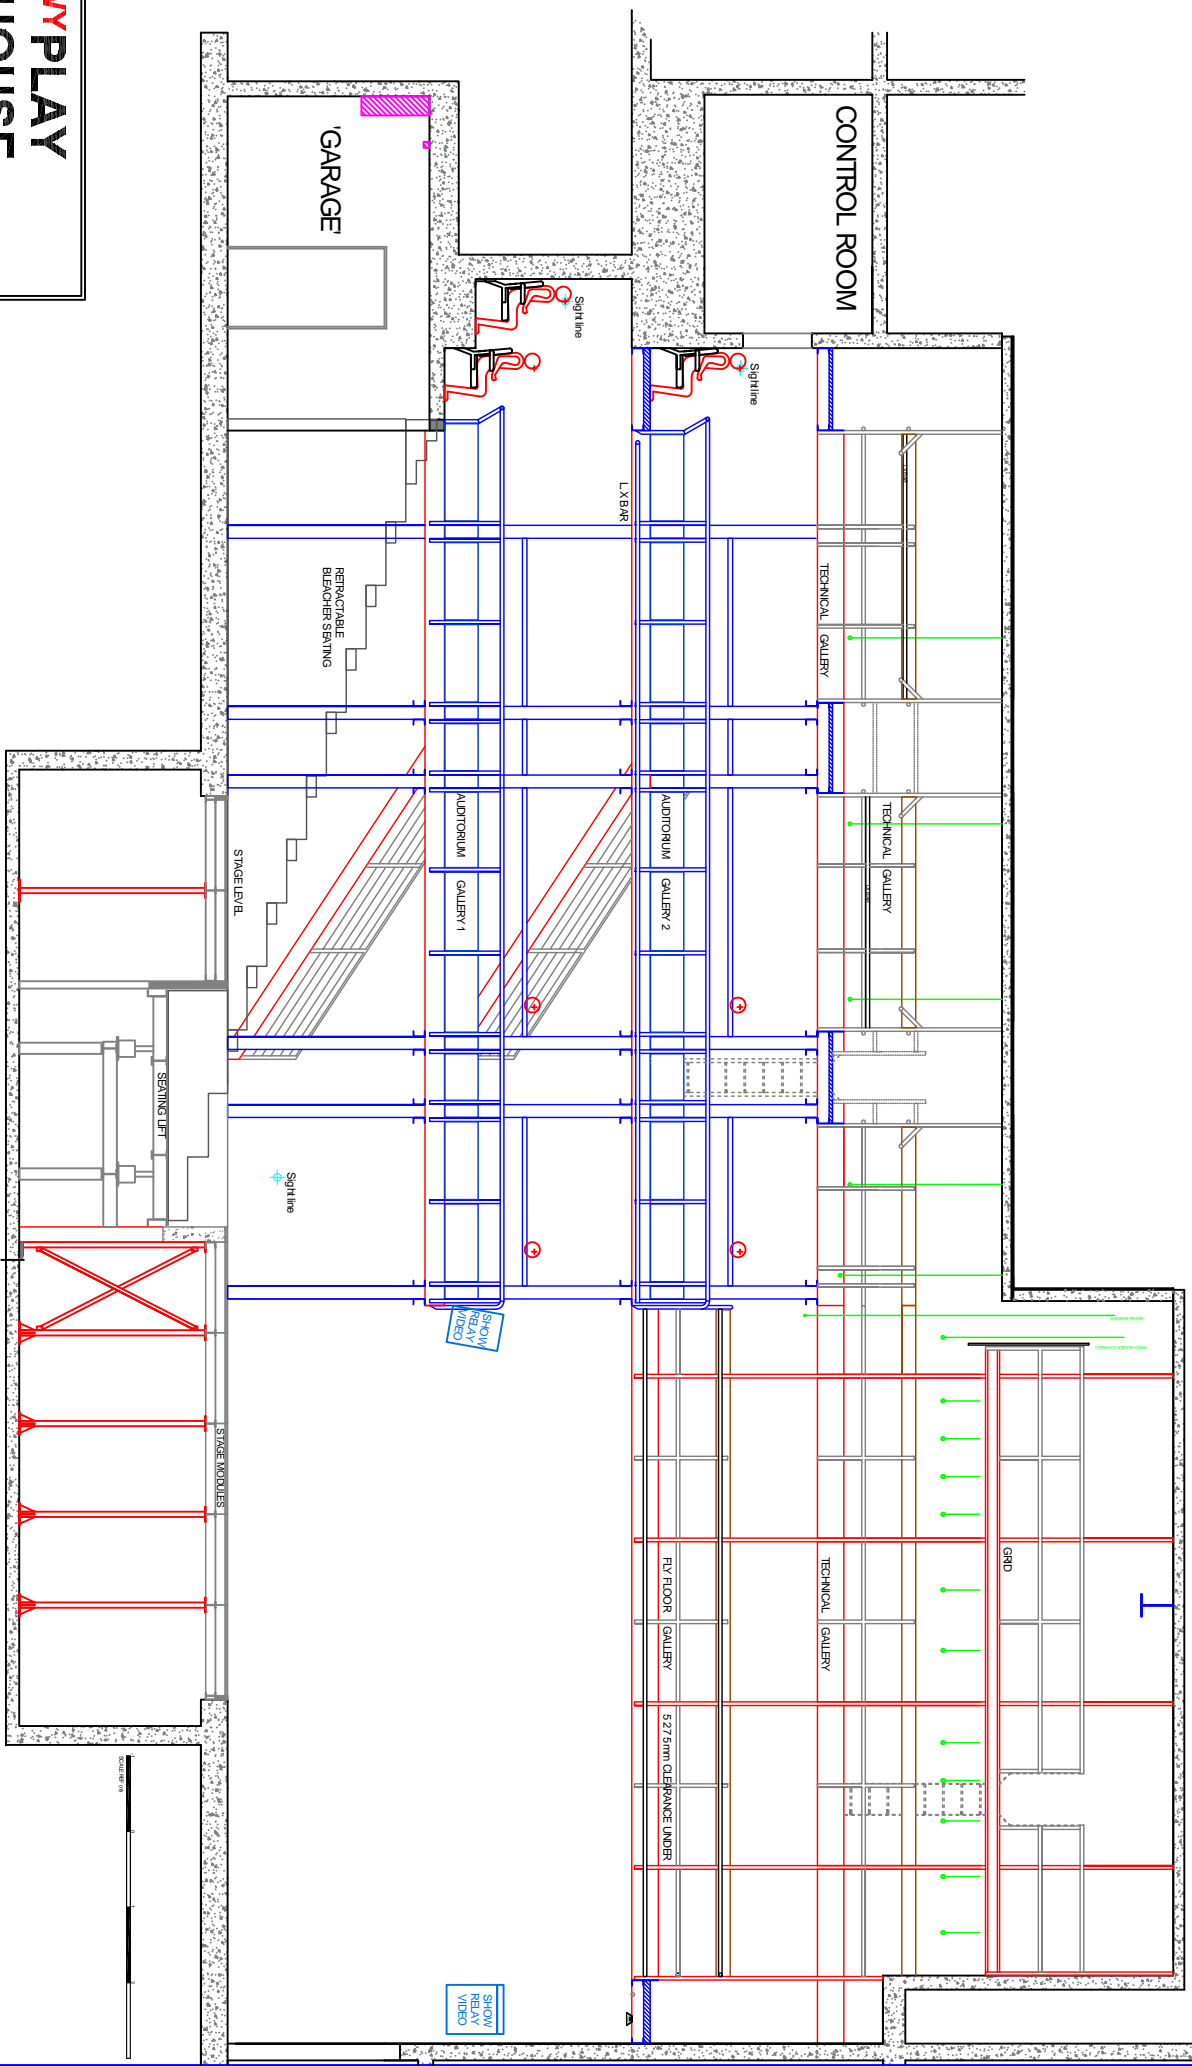 WY PLAY
HOUSE
CONTROL ROOM
'GARAGE'
Sightline
Sightline
L X BAR
TECHNICAL GALLERY
RETRACTABLE
BLEACHER SEATING
TECHNICAL GALLERY
AUDITORIUM GALLERY 2
AUDITORIUM GALLERY 1
STAGE LEVEL
SEATING LIFT
Sightline
SHOW
RELAY
VIDEO
STAGE MODULES
GRID
FLY FLOOR GALLERY 5275mm CLEARANCE UNDER
TECHNICAL GALLERY
SHOW
RELAY
VIDEO